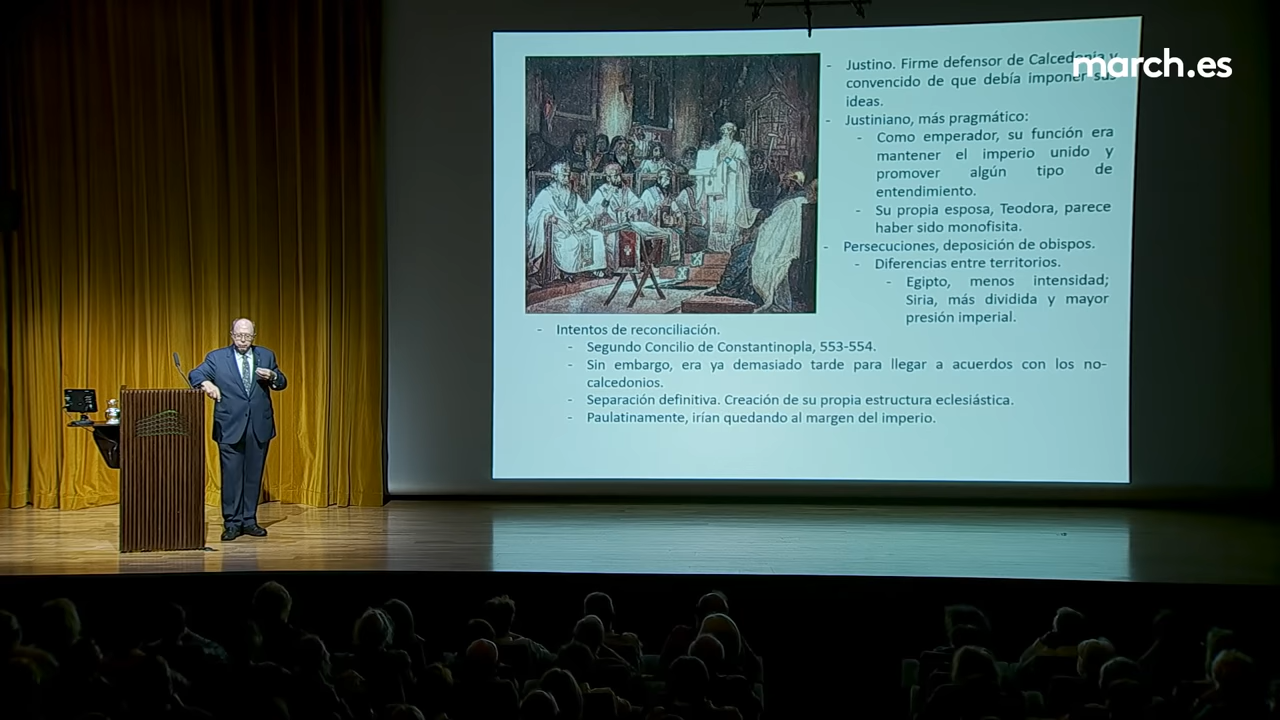 march.es
- Justino. Firme defensor de Calcedonia y
convencido de que debía imponer sus
ideas.
- Justiniano, más pragmático:
- Como emperador, su función era
mantener el imperio unido y
promover algún tipo de
entendimiento.
- Su propia esposa, Teodora, parece
haber sido monofisita.
- Persecuciones, deposición de obispos.
- Diferencias entre territorios.
- Egipto, menos intensidad;
Siria, más dividida y mayor
presión imperial.
- Intentos de reconciliación.
- Segundo Concilio de Constantinopla, 553-554.
- Sin embargo, era ya demasiado tarde para llegar a acuerdos con los no-
calcedonios.
- Separación definitiva. Creación de su propia estructura eclesiástica.
- Paulatinamente, irían quedando al margen del imperio.